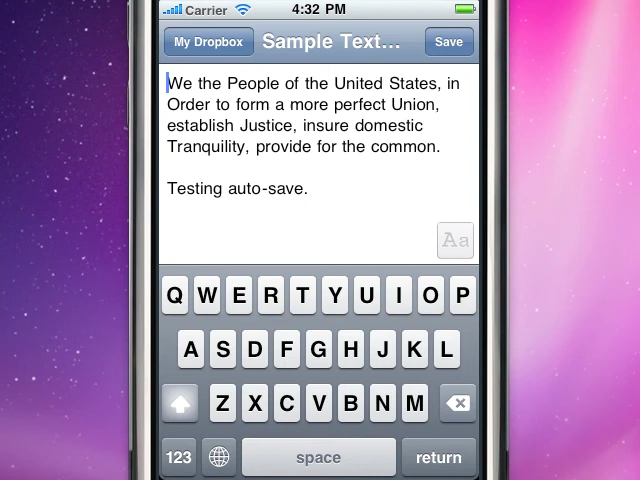 Carrier 4:32 PM
My Dropbox Sample Text... Save
We the People of the United States, in
Order to form a more perfect Union,
establish Justice, insure domestic
Tranquility, provide for the common.
Testing auto-save.
Aa
Q W E R T Y U I O P
A S D F G H J K L
Z X C V B N M
123 space return